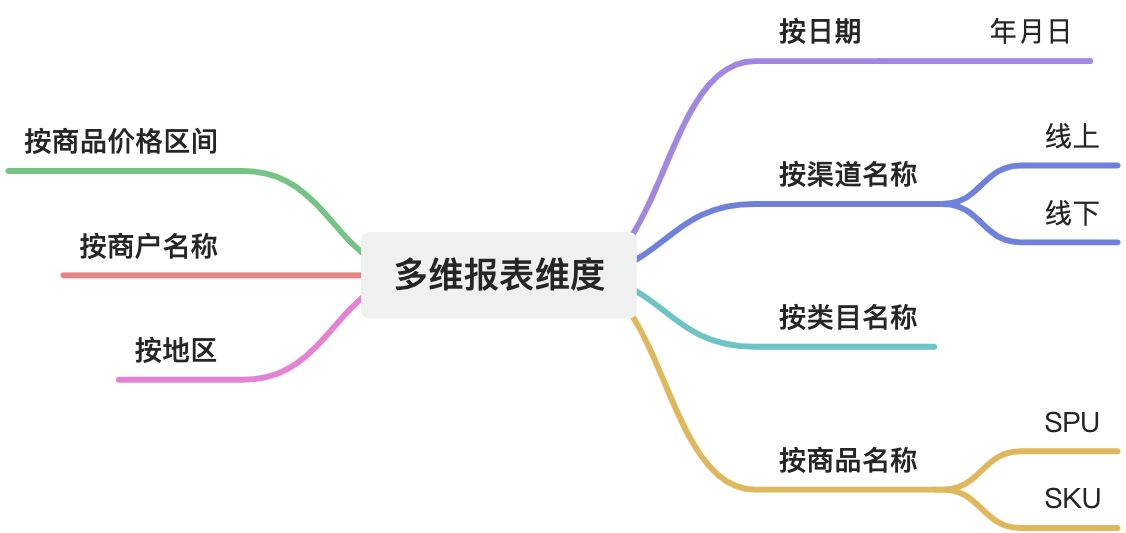 多维报表维度
按日期
年月日
按渠道名称
线上
线下
按类目名称
按商品名称
SPU
SKU
按商品价格区间
按商户名称
按地区